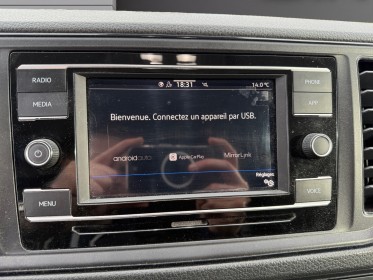 RADIO
MEDIA
MENU
18:31
14.0 °C
Bienvenue. Connectez un appareil par USB.
androidauto
Apple CarPlay
MirrorLink
Réglages
PHONE
APP
VOICE